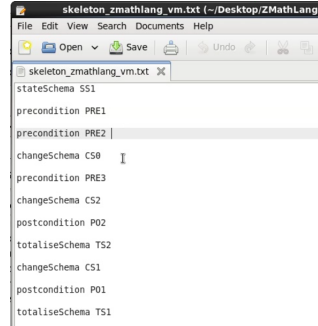 skeleton_zmathlang_vm.txt (~/Desktop/ZMathLang
File Edit View Search Documents Help
Open Save Undo
skeleton_zmathlang_vm.txt
stateSchema SS1
precondition PRE1
precondition PRE2
changeSchema CS0
precondition PRE3
changeSchema CS2
postcondition PO2
totaliseSchema TS2
changeSchema CS1
postcondition PO1
totaliseSchema TS1